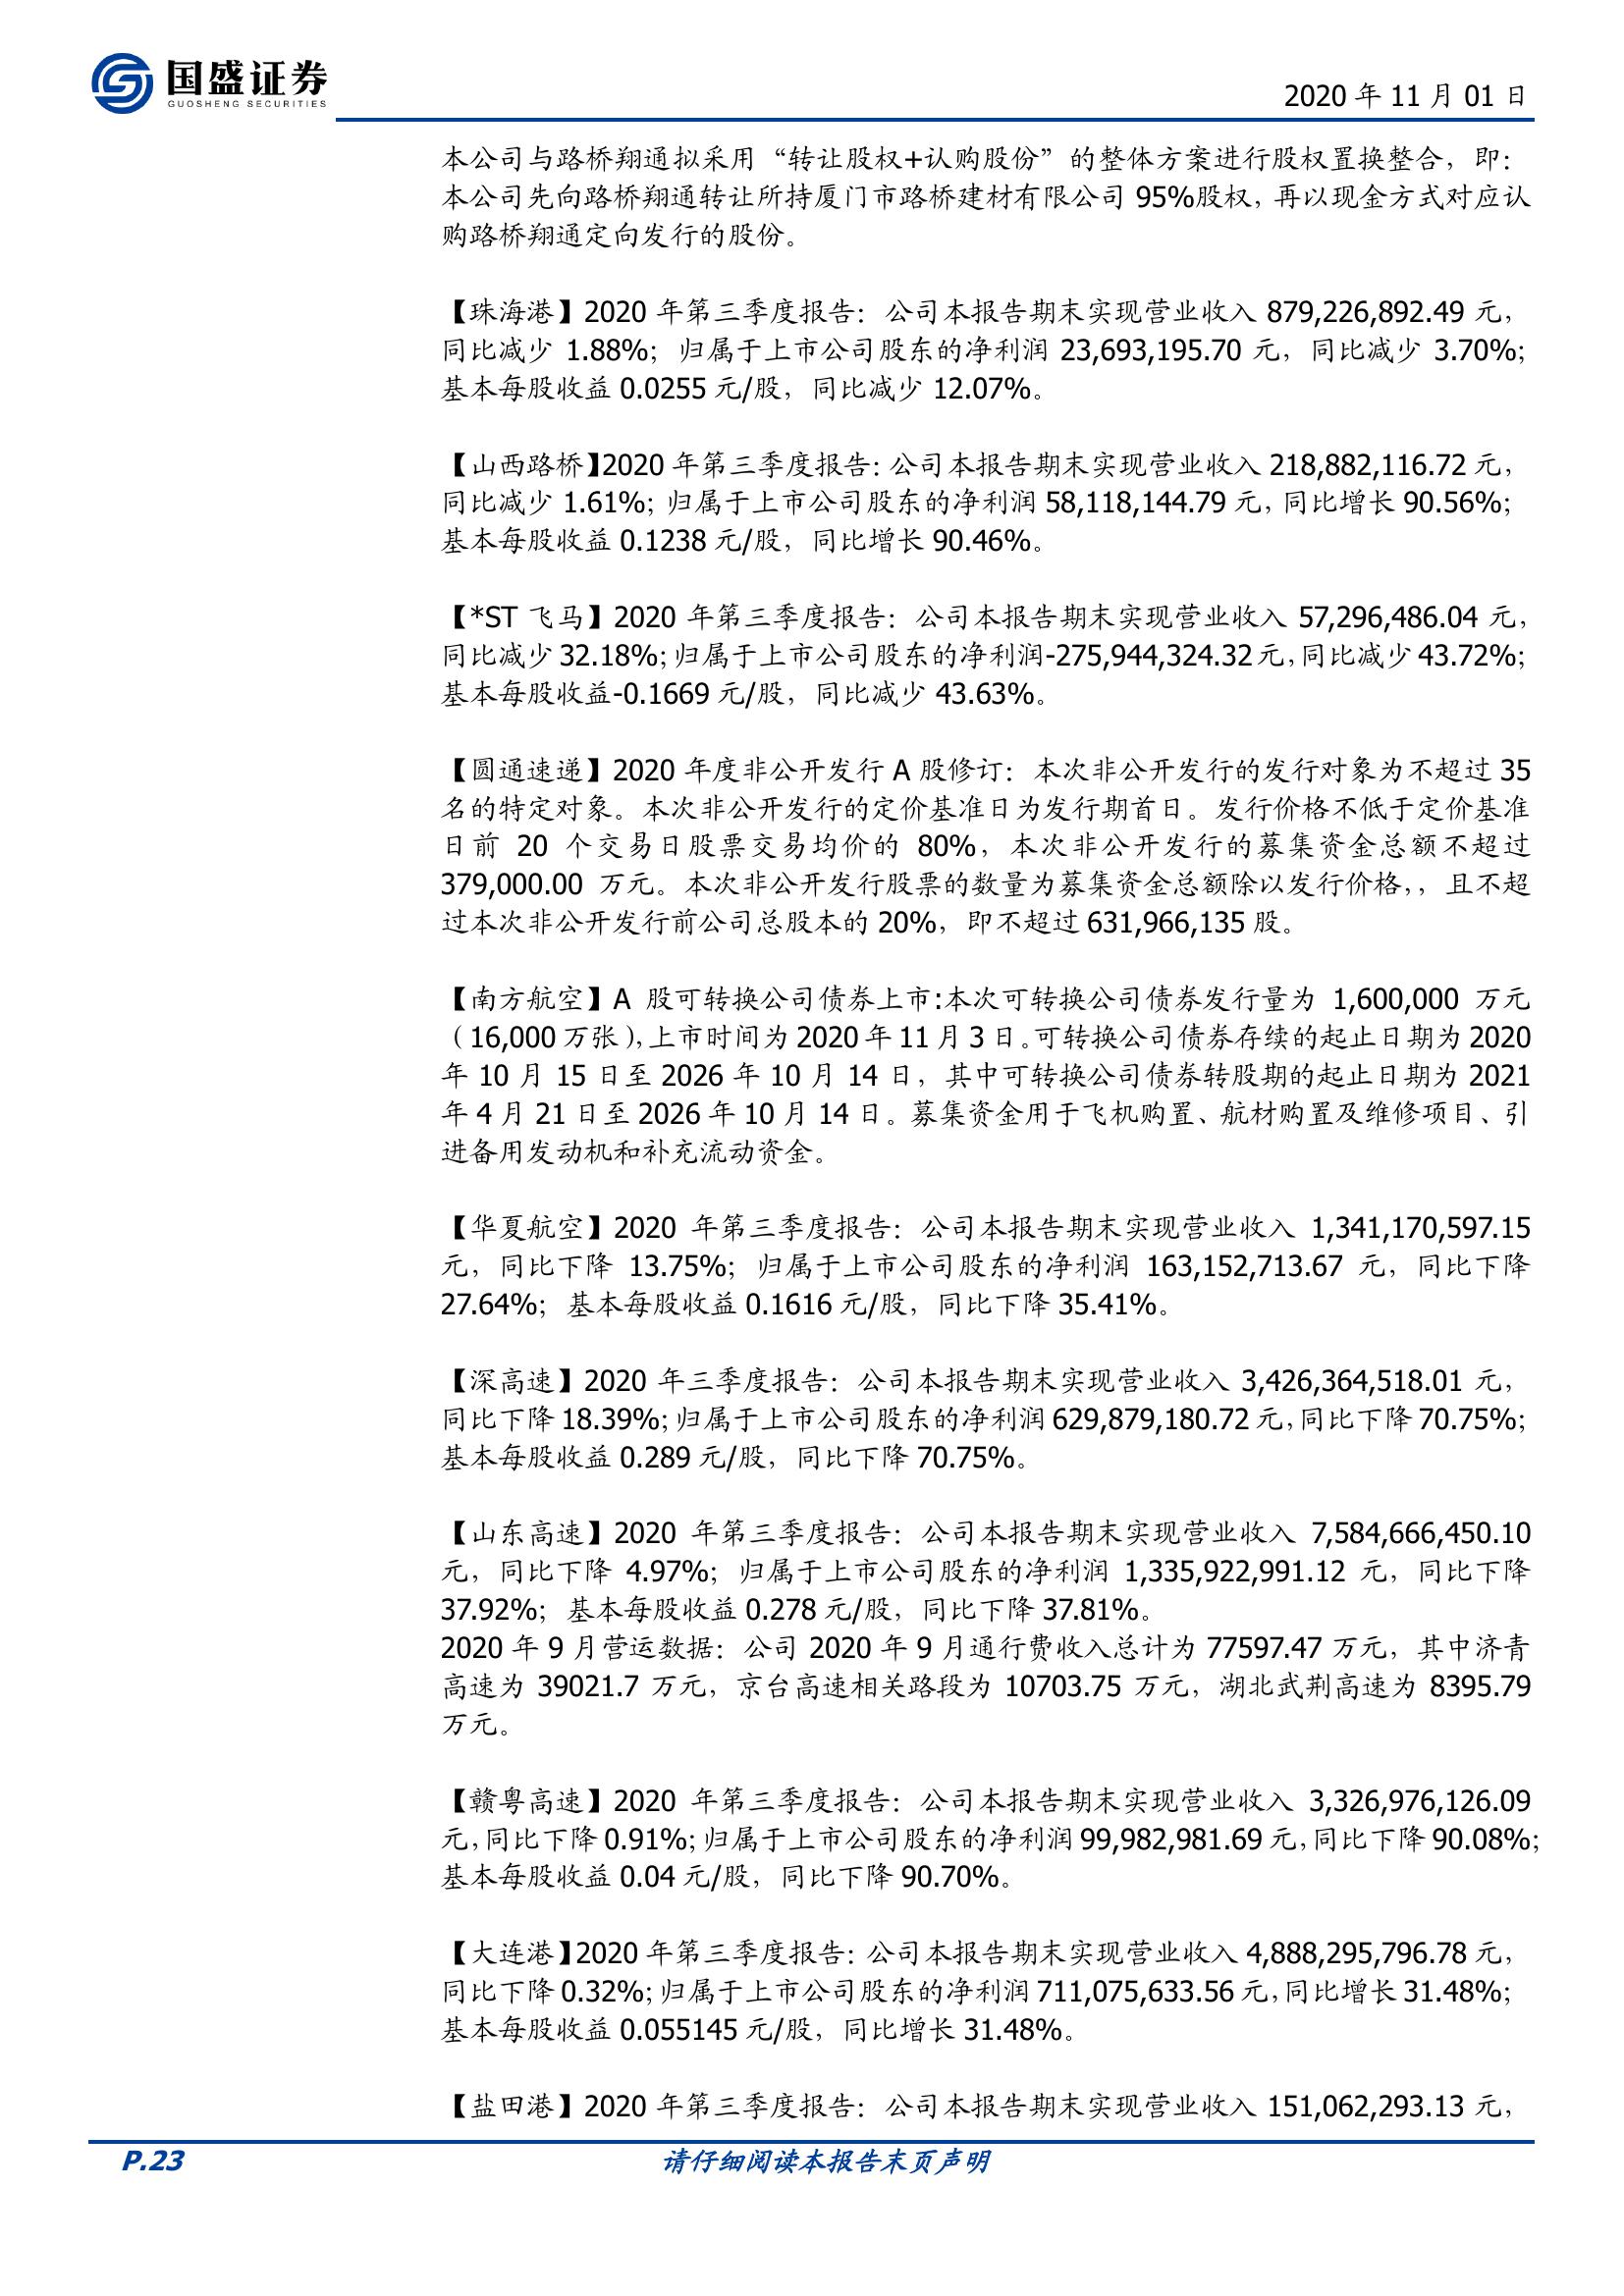 国盛证券
GUOSHENG SECURITIES
2020 年 11 月 01 日
本公司与路桥翔通拟采用“转让股权+认购股份”的整体方案进行股权置换整合，即：
本公司先向路桥翔通转让所持厦门市路桥建材有限公司 95%股权，再以现金方式对应认
购路桥翔通定向发行的股份。
【珠海港】2020 年第三季度报告：公司本报告期末实现营业收入 879,226,892.49 元，
同比减少 1.88%；归属于上市公司股东的净利润 23,693,195.70 元，同比减少 3.70%；
基本每股收益 0.0255 元/股，同比减少 12.07%。
【山西路桥】2020 年第三季度报告：公司本报告期末实现营业收入 218,882,116.72 元，
同比减少 1.61%；归属于上市公司股东的净利润 58,118,144.79 元，同比增长 90.56%；
基本每股收益 0.1238 元/股，同比增长 90.46%。
【*ST 飞马】2020 年第三季度报告：公司本报告期末实现营业收入 57,296,486.04 元，
同比减少 32.18%；归属于上市公司股东的净利润-275,944,324.32 元，同比减少 43.72%；
基本每股收益-0.1669 元/股，同比减少 43.63%。
【圆通速递】2020 年度非公开发行 A 股修订：本次非公开发行的发行对象为不超过 35
名的特定对象。本次非公开发行的定价基准日为发行期首日。发行价格不低于定价基准
日前 20 个交易日股票交易均价的 80%，本次非公开发行的募集资金总额不超过
379,000.00 万元。本次非公开发行股票的数量为募集资金总额除以发行价格，，且不超
过本次非公开发行前公司总股本的 20%，即不超过 631,966,135 股。
【南方航空】A 股可转换公司债券上市:本次可转换公司债券发行量为 1,600,000 万元
（16,000 万张），上市时间为 2020 年 11 月 3 日。可转换公司债券存续的起止日期为 2020
年 10 月 15 日至 2026 年 10 月 14 日，其中可转换公司债券转股期的起止日期为 2021
年 4 月 21 日至 2026 年 10 月 14 日。募集资金用于飞机购置、航材购置及维修项目、引
进备用发动机和补充流动资金。
【华夏航空】2020 年第三季度报告：公司本报告期末实现营业收入 1,341,170,597.15
元，同比下降 13.75%；归属于上市公司股东的净利润 163,152,713.67 元，同比下降
27.64%；基本每股收益 0.1616 元/股，同比下降 35.41%。
【深高速】2020 年三季度报告：公司本报告期末实现营业收入 3,426,364,518.01 元，
同比下降 18.39%；归属于上市公司股东的净利润 629,879,180.72 元，同比下降 70.75%；
基本每股收益 0.289 元/股，同比下降 70.75%。
【山东高速】2020 年第三季度报告：公司本报告期末实现营业收入 7,584,666,450.10
元，同比下降 4.97%；归属于上市公司股东的净利润 1,335,922,991.12 元，同比下降
37.92%；基本每股收益 0.278 元/股，同比下降 37.81%。
2020 年 9 月营运数据：公司 2020 年 9 月通行费收入总计为 77597.47 万元，其中济青
高速为 39021.7 万元，京台高速相关路段为 10703.75 万元，湖北武荆高速为 8395.79
万元。
【赣粤高速】2020 年第三季度报告：公司本报告期末实现营业收入 3,326,976,126.09
元，同比下降 0.91%；归属于上市公司股东的净利润 99,982,981.69 元，同比下降 90.08%；
基本每股收益 0.04 元/股，同比下降 90.70%。
【大连港】2020 年第三季度报告：公司本报告期末实现营业收入 4,888,295,796.78 元，
同比下降 0.32%；归属于上市公司股东的净利润 711,075,633.56 元，同比增长 31.48%；
基本每股收益 0.055145 元/股，同比增长 31.48%。
【盐田港】2020 年第三季度报告：公司本报告期末实现营业收入 151,062,293.13 元，
P.23
请仔细阅读本报告末页声明